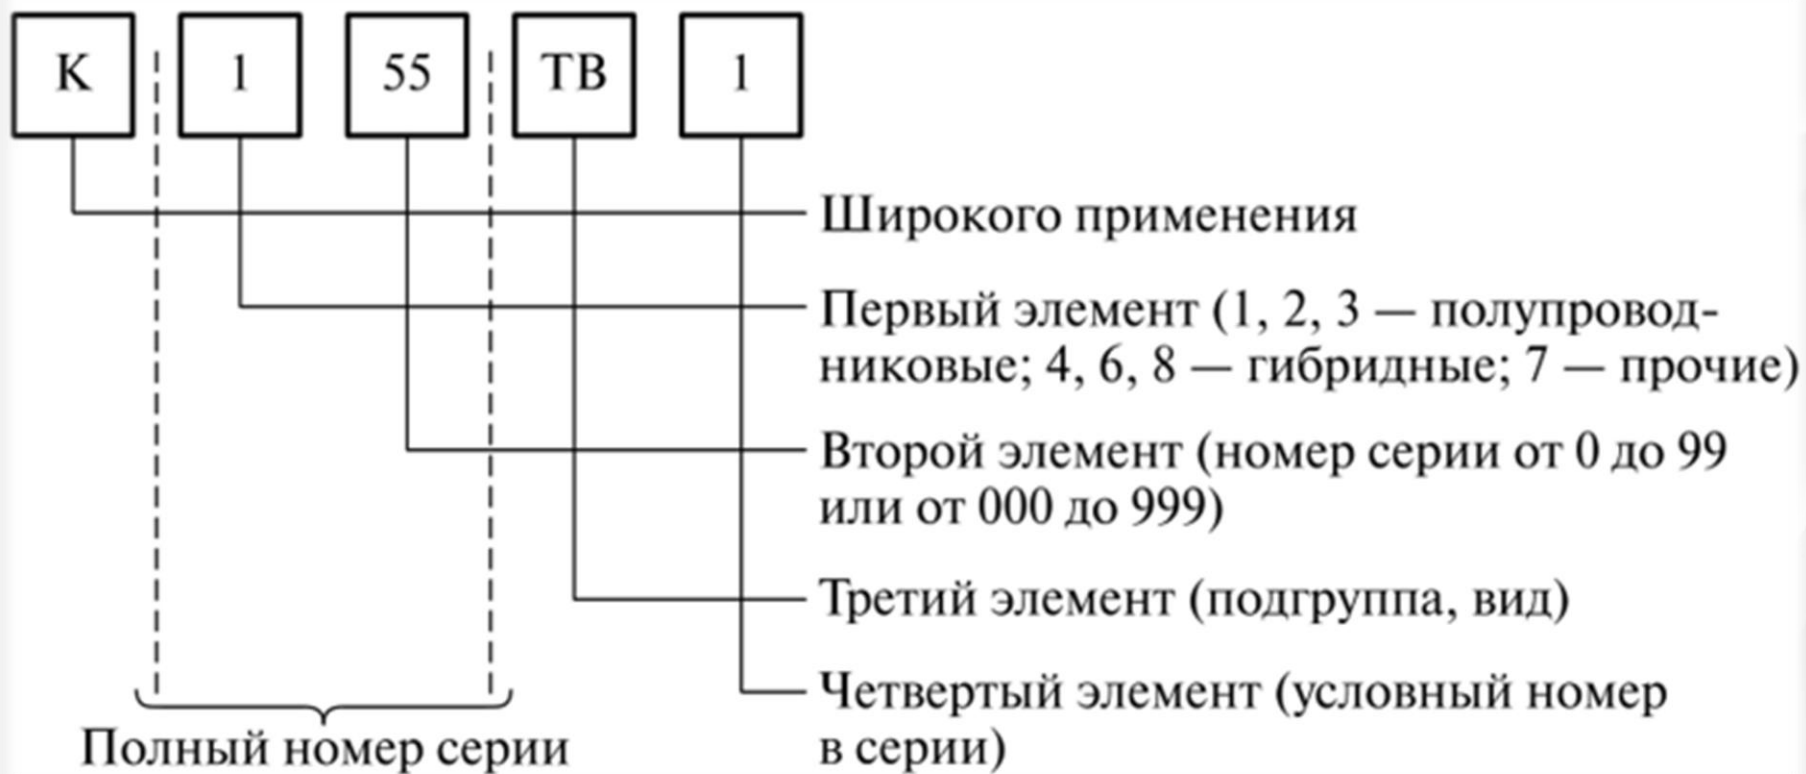 К 1 55 ТВ 1
Широкого применения
Первый элемент (1, 2, 3 — полупровод-
никовые; 4, 6, 8 — гибридные; 7 — прочие)
Второй элемент (номер серии от 0 до 99
или от 000 до 999)
Третий элемент (подгруппа, вид)
Четвертый элемент (условный номер
в серии)
Полный номер серии